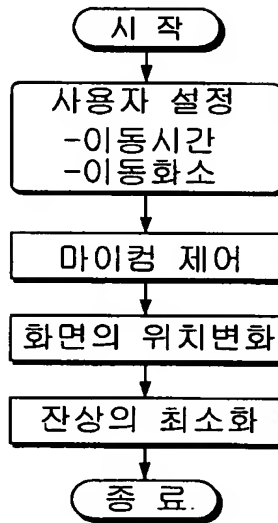 시 작
사용자 설정
-이동시간
-이동화소
마이컴 제어
화면의 위치변화
잔상의 최소화
종 료.